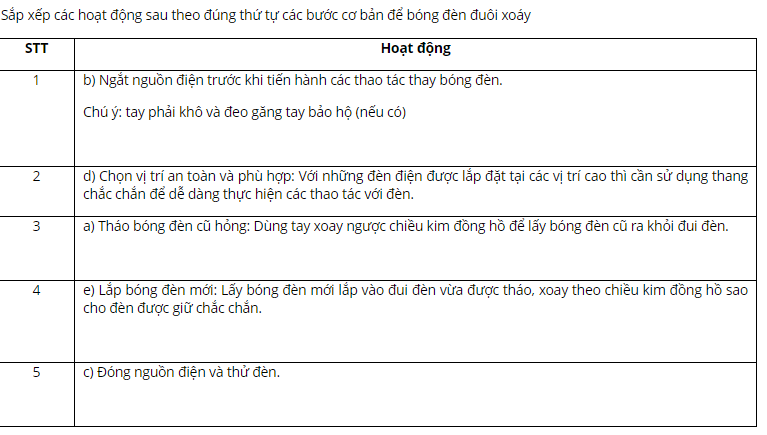 Sắp xếp các hoạt động sau theo đúng thứ tự các bước cơ bản để bóng đèn đuôi xoáy
STT Hoạt động
1 b) Ngắt nguồn điện trước khi tiến hành các thao tác thay bóng đèn.
Chú ý: tay phải khô và đeo găng tay bảo hộ (nếu có)
2 d) Chọn vị trí an toàn và phù hợp: Với những đèn điện được lắp đặt tại các vị trí cao thì cần sử dụng thang
chắc chắn để dễ dàng thực hiện các thao tác với đèn.
3 a) Tháo bóng đèn cũ hỏng: Dùng tay xoay ngược chiều kim đồng hồ để lấy bóng đèn cũ ra khỏi đui đèn.
4 e) Lắp bóng đèn mới: Lấy bóng đèn mới lắp vào đui đèn vừa được tháo, xoay theo chiều kim đồng hồ sao
cho đèn được giữ chắc chắn.
5 c) Đóng nguồn điện và thử đèn.